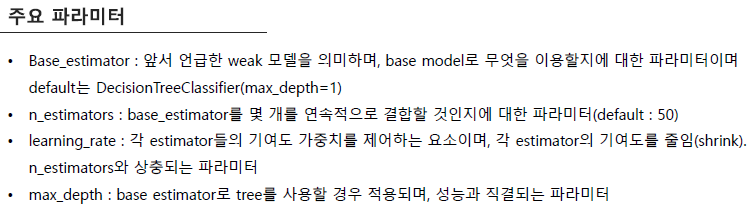 주요 파라미터
• Base_estimator : 앞서 언급한 weak 모델을 의미하며, base model로 무엇을 이용할지에 대한 파라미터이며
default는 DecisionTreeClassifier(max_depth=1)
• n_estimators : base_estimator를 몇 개를 연속적으로 결합할 것인지에 대한 파라미터(default : 50)
• learning_rate : 각 estimator들의 기여도 가중치를 제어하는 요소이며, 각 estimator의 기여도를 줄임(shrink).
n_estimators와 상충되는 파라미터
• max_depth : base estimator로 tree를 사용할 경우 적용되며, 성능과 직결되는 파라미터